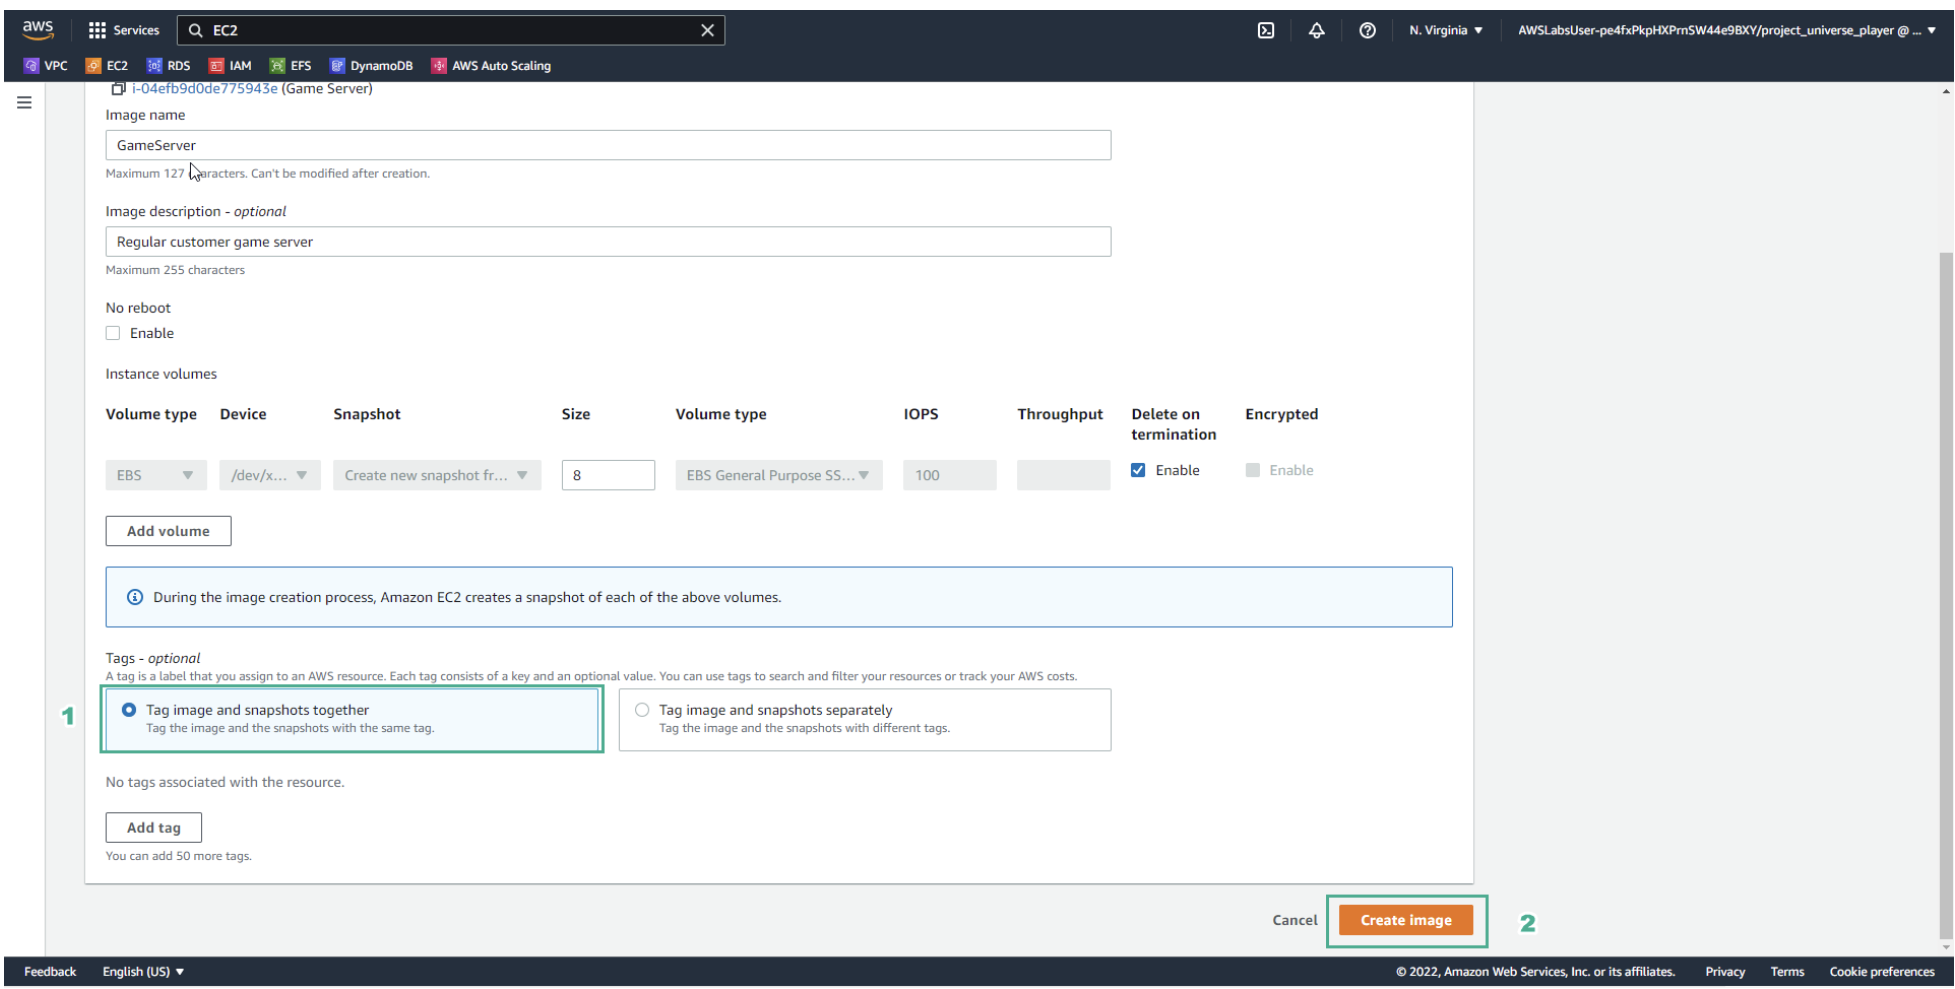 aws Services EC2 N. Virginia ▼ AWSLabsUser-pe4fxPkpHXPrnSW44e9BXY/project_universe_player @ ... ▼
VPC EC2 RDS IAM EFS DynamoDB AWS Auto Scaling
i-04efb9d0de775943e (Game Server)
Image name
GameServer
Maximum 127 characters. Can't be modified after creation.
Image description - optional
Regular customer game server
Maximum 255 characters
No reboot
Enable
Instance volumes
Volume type Device Snapshot Size Volume type IOPS Throughput Delete on termination Encrypted
EBS /dev/x... Create new snapshot fr... 8 EBS General Purpose SS... 100 Enable Enable
Add volume
During the image creation process, Amazon EC2 creates a snapshot of each of the above volumes.
Tags - optional
A tag is a label that you assign to an AWS resource. Each tag consists of a key and an optional value. You can use tags to search and filter your resources or track your AWS costs.
1 Tag image and snapshots together Tag image and snapshots separately
Tag the image and the snapshots with the same tag. Tag the image and the snapshots with different tags.
No tags associated with the resource.
Add tag
You can add 50 more tags.
Cancel Create image 2
Feedback English (US) ▼ © 2022, Amazon Web Services, Inc. or its affiliates. Privacy Terms Cookie preferences